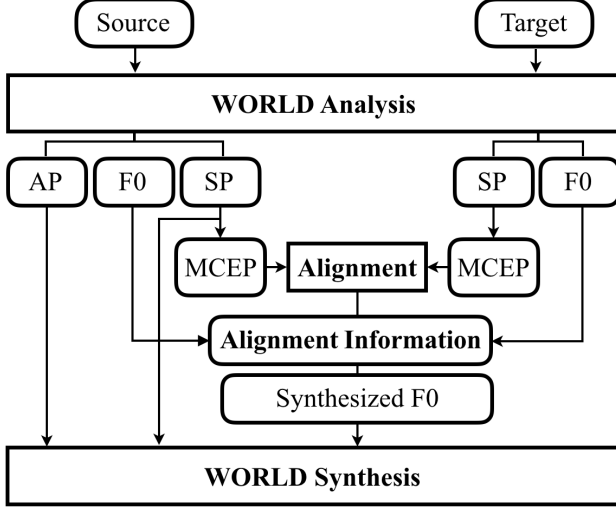 Source
Target
WORLD Analysis
AP
F0
SP
SP
F0
MCEP
Alignment
MCEP
Alignment Information
Synthesized F0
WORLD Synthesis